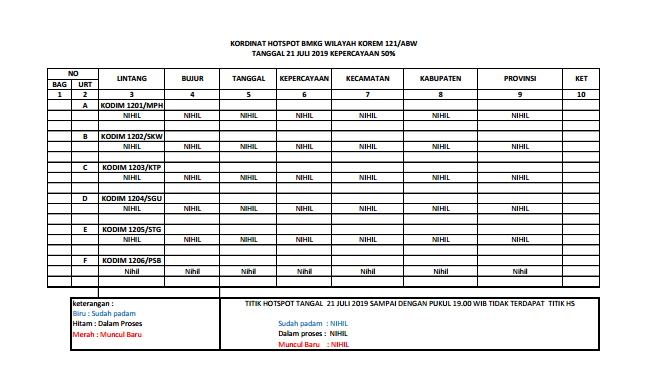 KORDINAT HOTSPOT BMKG WILAYAH KOREM 121/ABW
TANGGAL 21 JULI 2019 KEPERCAYAAN 50%
NO LINTANG BUJUR TANGGAL KEPERCAYAAN KECAMATAN KABUPATEN PROVINSI KET
BAG URT
1 2 3 4 5 6 7 8 9 10
A KODIM 1201/MPH
NIHIL NIHIL NIHIL NIHIL NIHIL NIHIL NIHIL
B KODIM 1202/SKW
NIHIL NIHIL NIHIL NIHIL NIHIL NIHIL NIHIL
C KODIM 1203/KTP
NIHIL NIHIL NIHIL NIHIL NIHIL NIHIL NIHIL
D KODIM 1204/SGU
NIHIL NIHIL NIHIL NIHIL NIHIL NIHIL NIHIL
E KODIM 1205/STG
NIHIL NIHIL NIHIL NIHIL NIHIL NIHIL NIHIL
F KODIM 1206/PSB
Nihil Nihil Nihil Nihil Nihil Nihil Nihil
keterangan :
Biru : Sudah padam
Hitam : Dalam Proses
Merah : Muncul Baru
TITIK HOTSPOT TANGAL 21 JULI 2019 SAMPAI DENGAN PUKUL 19.00 WIB TIDAK TERDAPAT TITIK HS
Sudah padam : NIHIL
Dalam proses : NIHIL
Muncul Baru : NIHIL